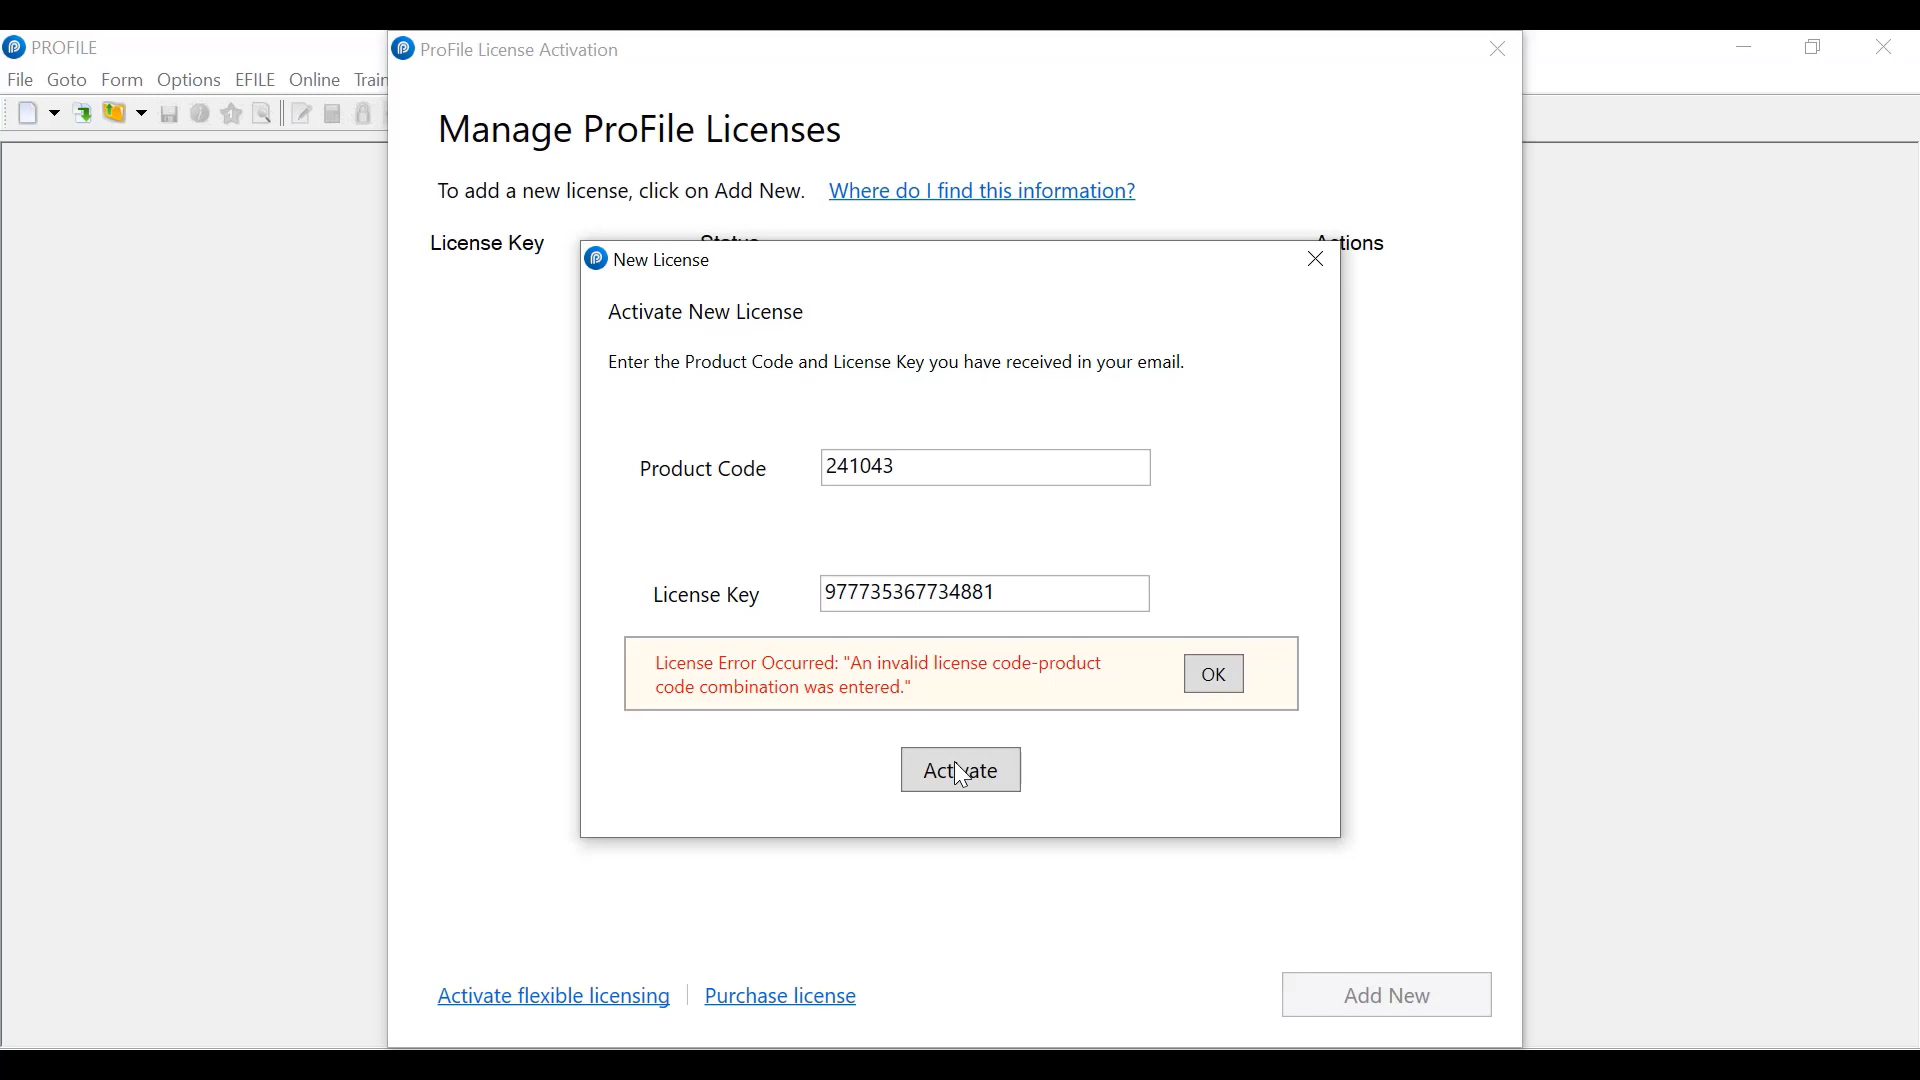 PROFILE
ProFile License Activation
File Goto Form Options EFILE Online Train
Manage ProFile Licenses
To add a new license, click on Add New. Where do I find this information?
License Key Status Actions
New License
Activate New License
Enter the Product Code and License Key you have received in your email.
Product Code 241043
License Key 977735367734881
License Error Occurred: "An invalid license code-product
code combination was entered."
OK
Activate
Activate flexible licensing Purchase license
Add New